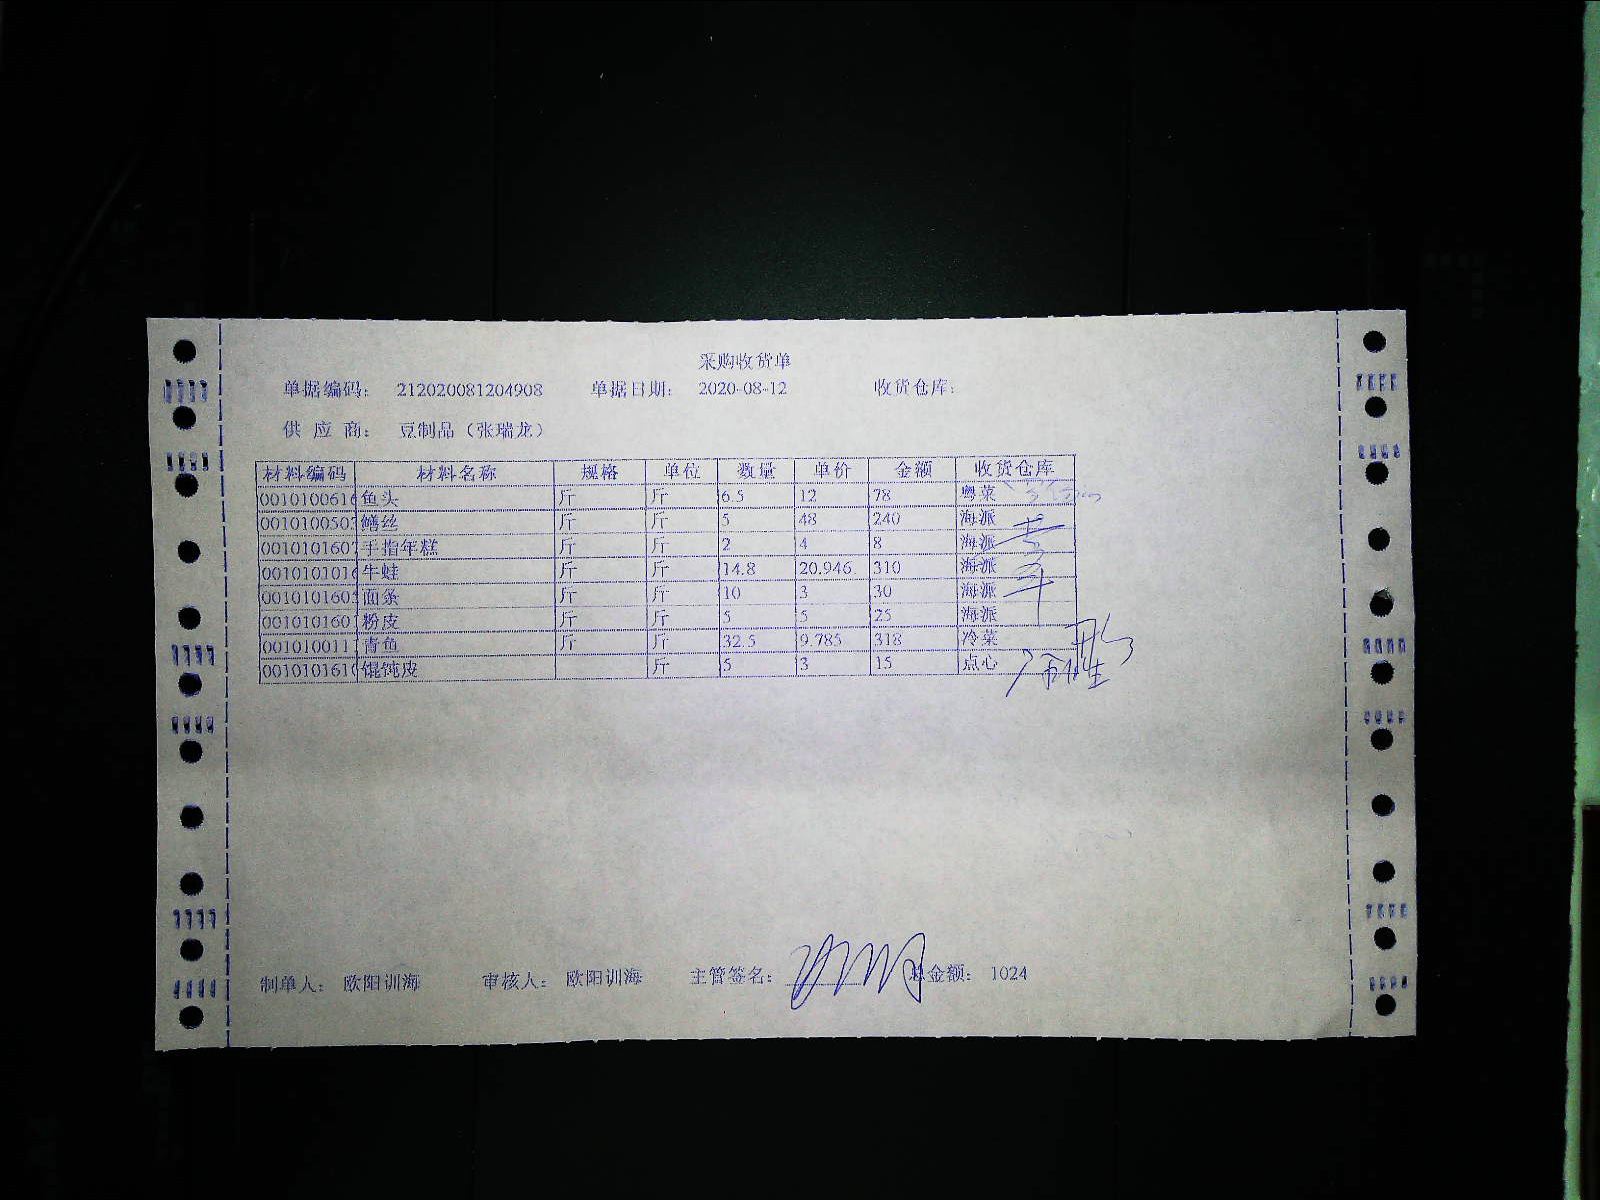 采购收货单
单据编码： 212020081204908 单据日期： 2020-08-12 收货仓库：
供 应 商： 豆制品（张瑞龙）
材料编码 材料名称 规格 单位 数量 单价 金额 收货仓库
001010061 鱼头 斤 斤 6.5 12 78 粤菜
001010050 鳝丝 斤 斤 5 48 240 海派
001010160 手指年糕 斤 斤 2 4 8 海派
001010101 牛蛙 斤 斤 14.8 20.946 310 海派
001010160 面条 斤 斤 10 3 30 海派
001010160 粉皮 斤 斤 5 5 25 海派
001010011 青鱼 斤 斤 32.5 9.785 318 冷菜
001010161 馄饨皮 斤 5 3 15 点心
制单人： 欧阳训海 审核人： 欧阳训海 主管签名： 总金额： 1024